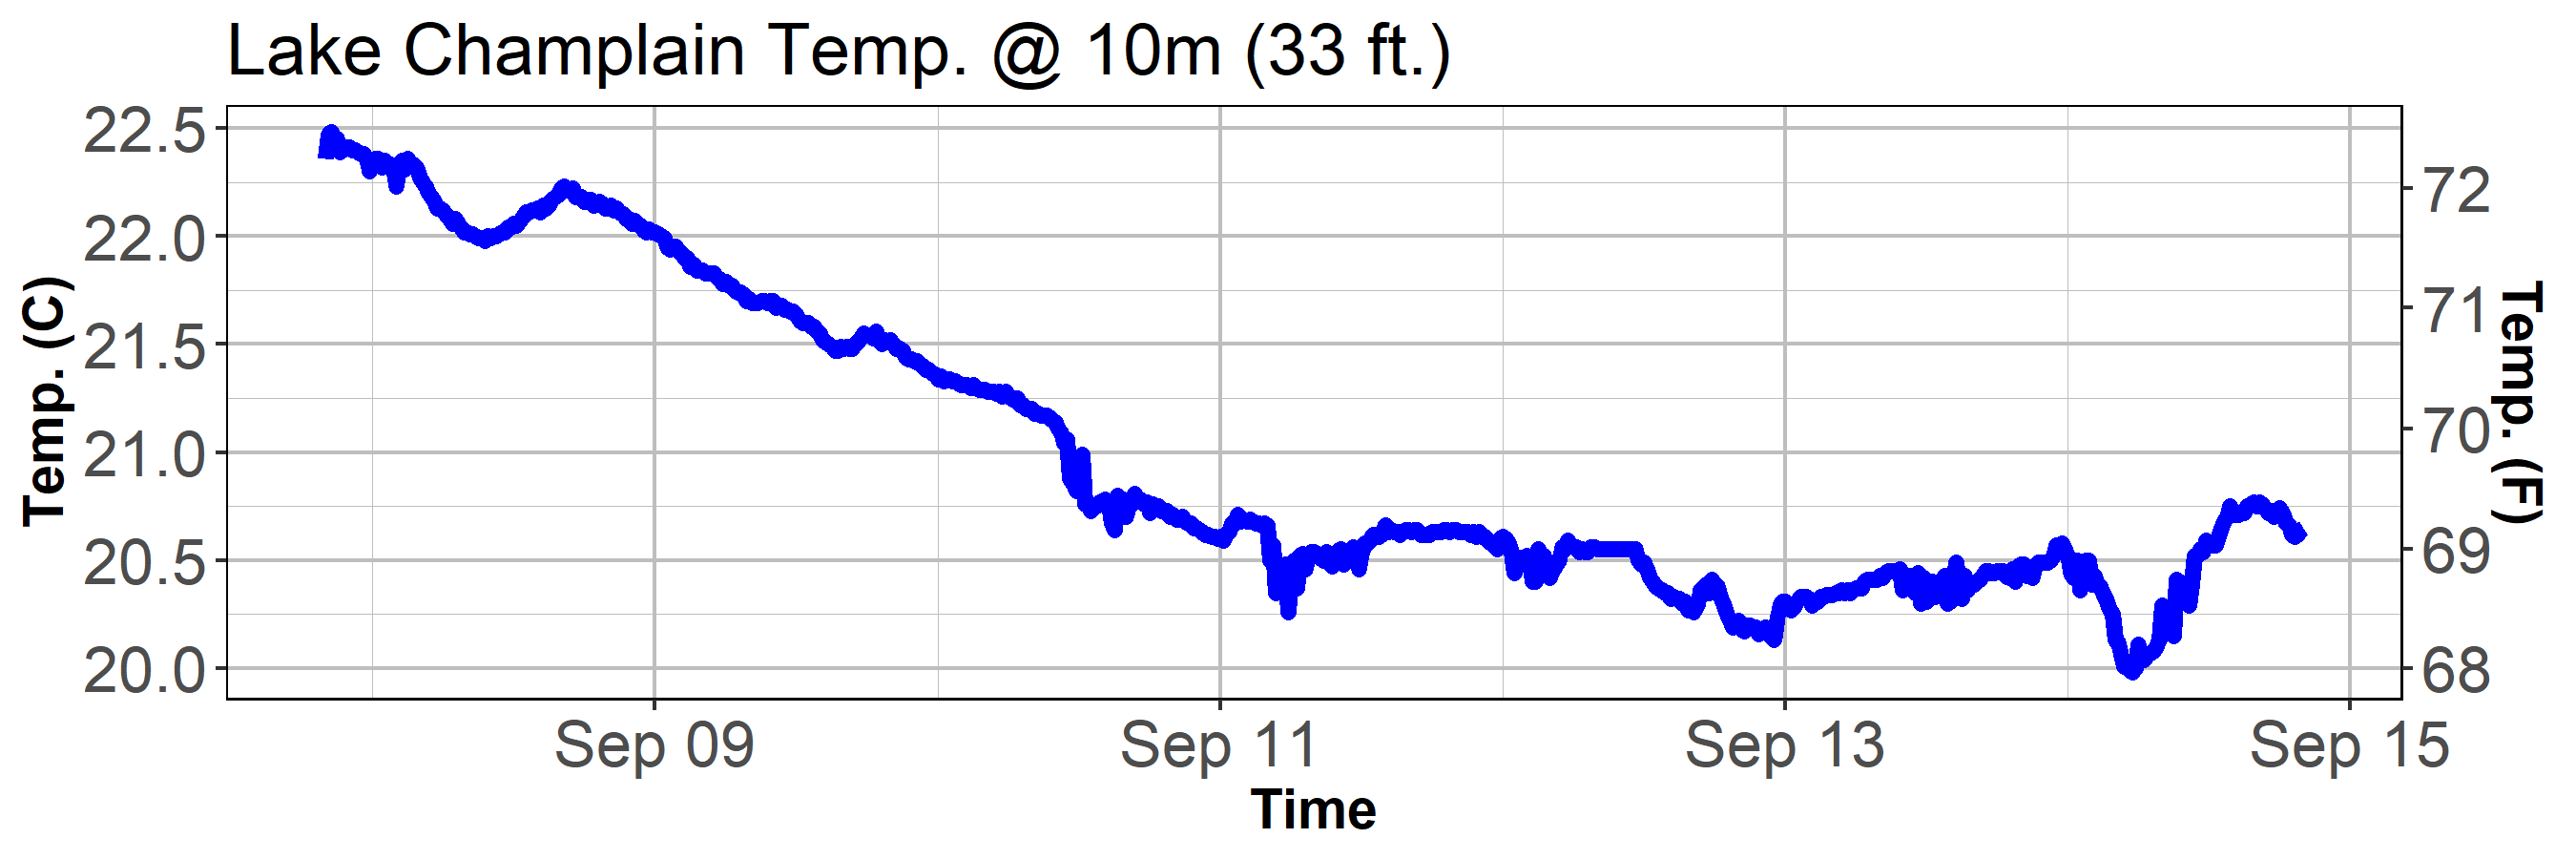 Lake Champlain Temp. @ 10m (33 ft.)
Temp. (C)
22.5
22.0
21.5
21.0
20.5
20.0
72
71
70
69
68
Temp. (F)
Sep 09
Sep 11
Sep 13
Sep 15
Time